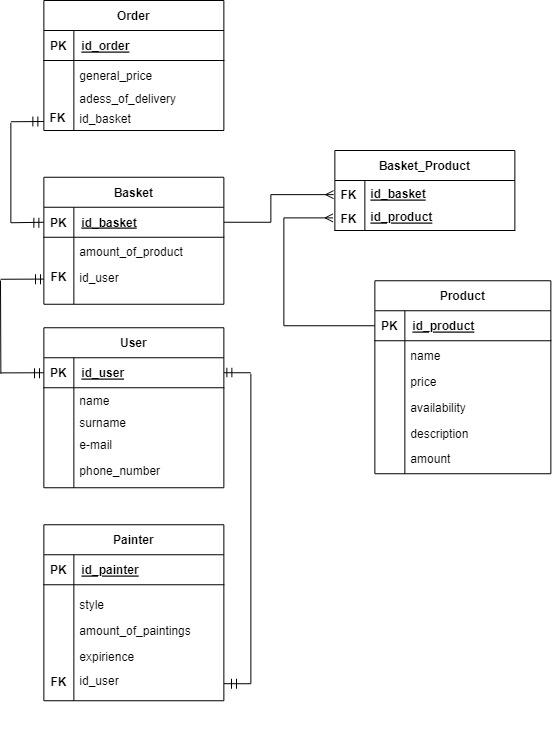 Order
PK id_order
general_price
adess_of_delivery
FK id_basket
Basket
PK id_basket
amount_of_product
FK id_user
User
PK id_user
name
surname
e-mail
phone_number
Painter
PK id_painter
style
amount_of_paintings
expirience
FK id_user
Basket_Product
FK id_basket
FK id_product
Product
PK id_product
name
price
availability
description
amount